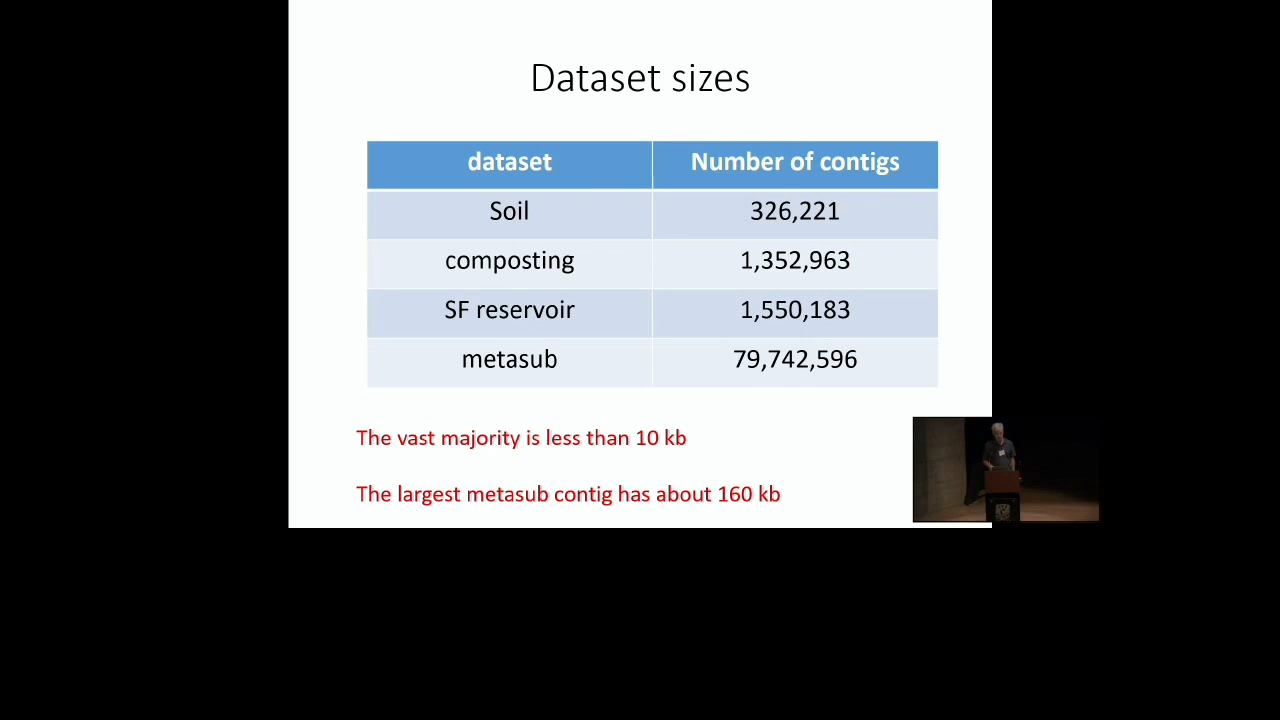 Dataset sizes
dataset Number of contigs
Soil 326,221
composting 1,352,963
SF reservoir 1,550,183
metasub 79,742,596
The vast majority is less than 10 kb
The largest metasub contig has about 160 kb